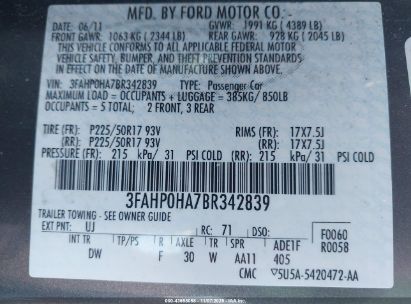 MFD. BY FORD MOTOR CO.
DATE: 06/11 GVWR: 1991 KG ( 4389 LB)
FRONT GAWR: 1063 KG ( 2344 LB) REAR GAWR: 928 KG ( 2045 LB)
THIS VEHICLE CONFORMS TO ALL APPLICABLE FEDERAL MOTOR
VEHICLE SAFETY, BUMPER, AND THEFT PREVENTION STANDARDS
IN EFFECT ON THE DATE OF MANUFACTURE SHOWN ABOVE.
VIN: 3FAHP0HA7BR342839 TYPE: Passenger Car
MAXIMUM LOAD = OCCUPANTS + LUGGAGE = 385KG/850LB
OCCUPANTS = 5 TOTAL: 2 FRONT, 3 REAR
TIRE (FR): P225/50R17 93V RIMS (FR): 17X7.5J
(RR): P225/50R17 93V (RR): 17X7.5J
PRESSURE (FR): 215 kPa/ 31 PSI COLD (RR): 215 kPa/ 31 PSI COLD
3FAHP0HA7BR342839
TRAILER TOWING - SEE OWNER GUIDE
EXT PNT: UJ RC: 71 DSO: F0060
R0058
INT TR TP/PS R AXLE TR SPR ADE1F
DW F 30 W AA11 405
CMC 5U5A-5420472-AA